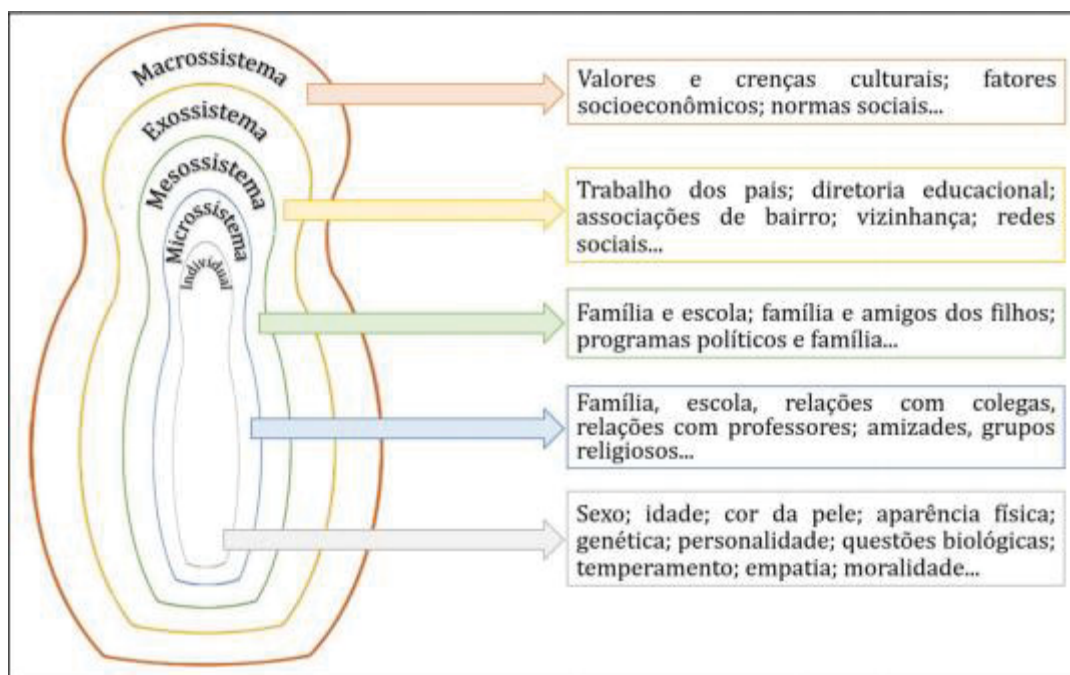 Macrossistema
Valores e crenças culturais; fatores
socioeconômicos; normas sociais...
Exossistema
Trabalho dos pais; diretoria educacional;
associações de bairro; vizinhança; redes
sociais...
Mesossistema
Família e escola; família e amigos dos filhos;
programas políticos e família...
Microssistema
Família, escola, relações com colegas,
relações com professores; amizades, grupos
religiosos...
Individual
Sexo; idade; cor da pele; aparência física;
genética; personalidade; questões biológicas;
temperamento; empatia; moralidade...